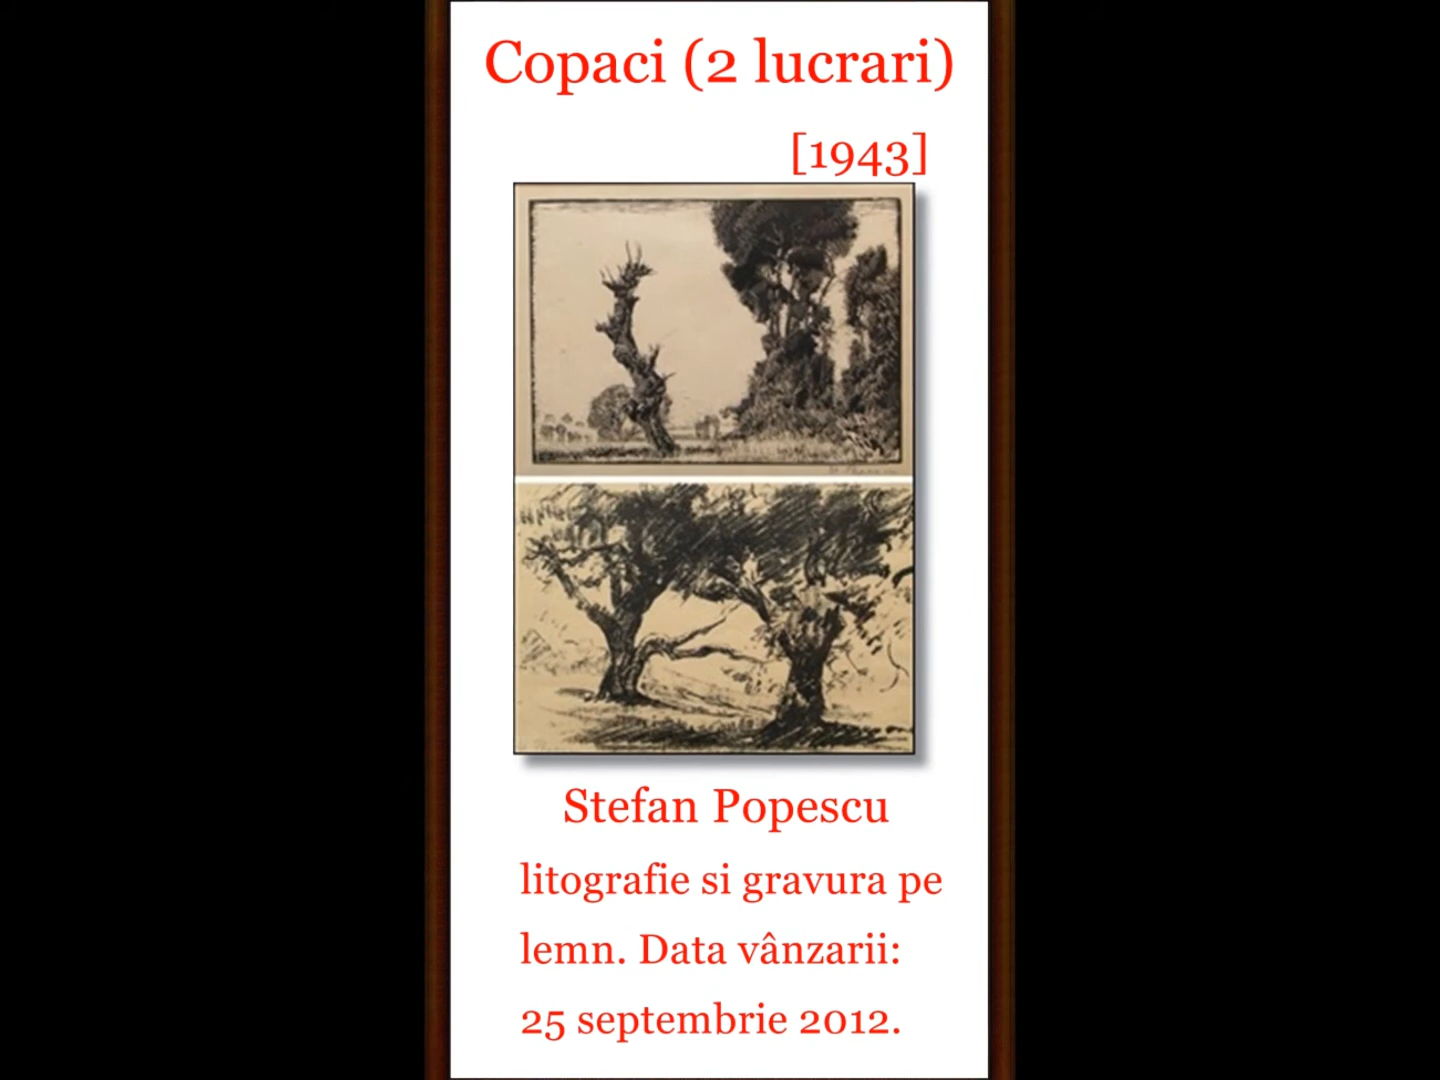 Copaci (2 lucrari)
[1943]
Stefan Popescu
litografie si gravura pe
lemn. Data vânzarii:
25 septembrie 2012.